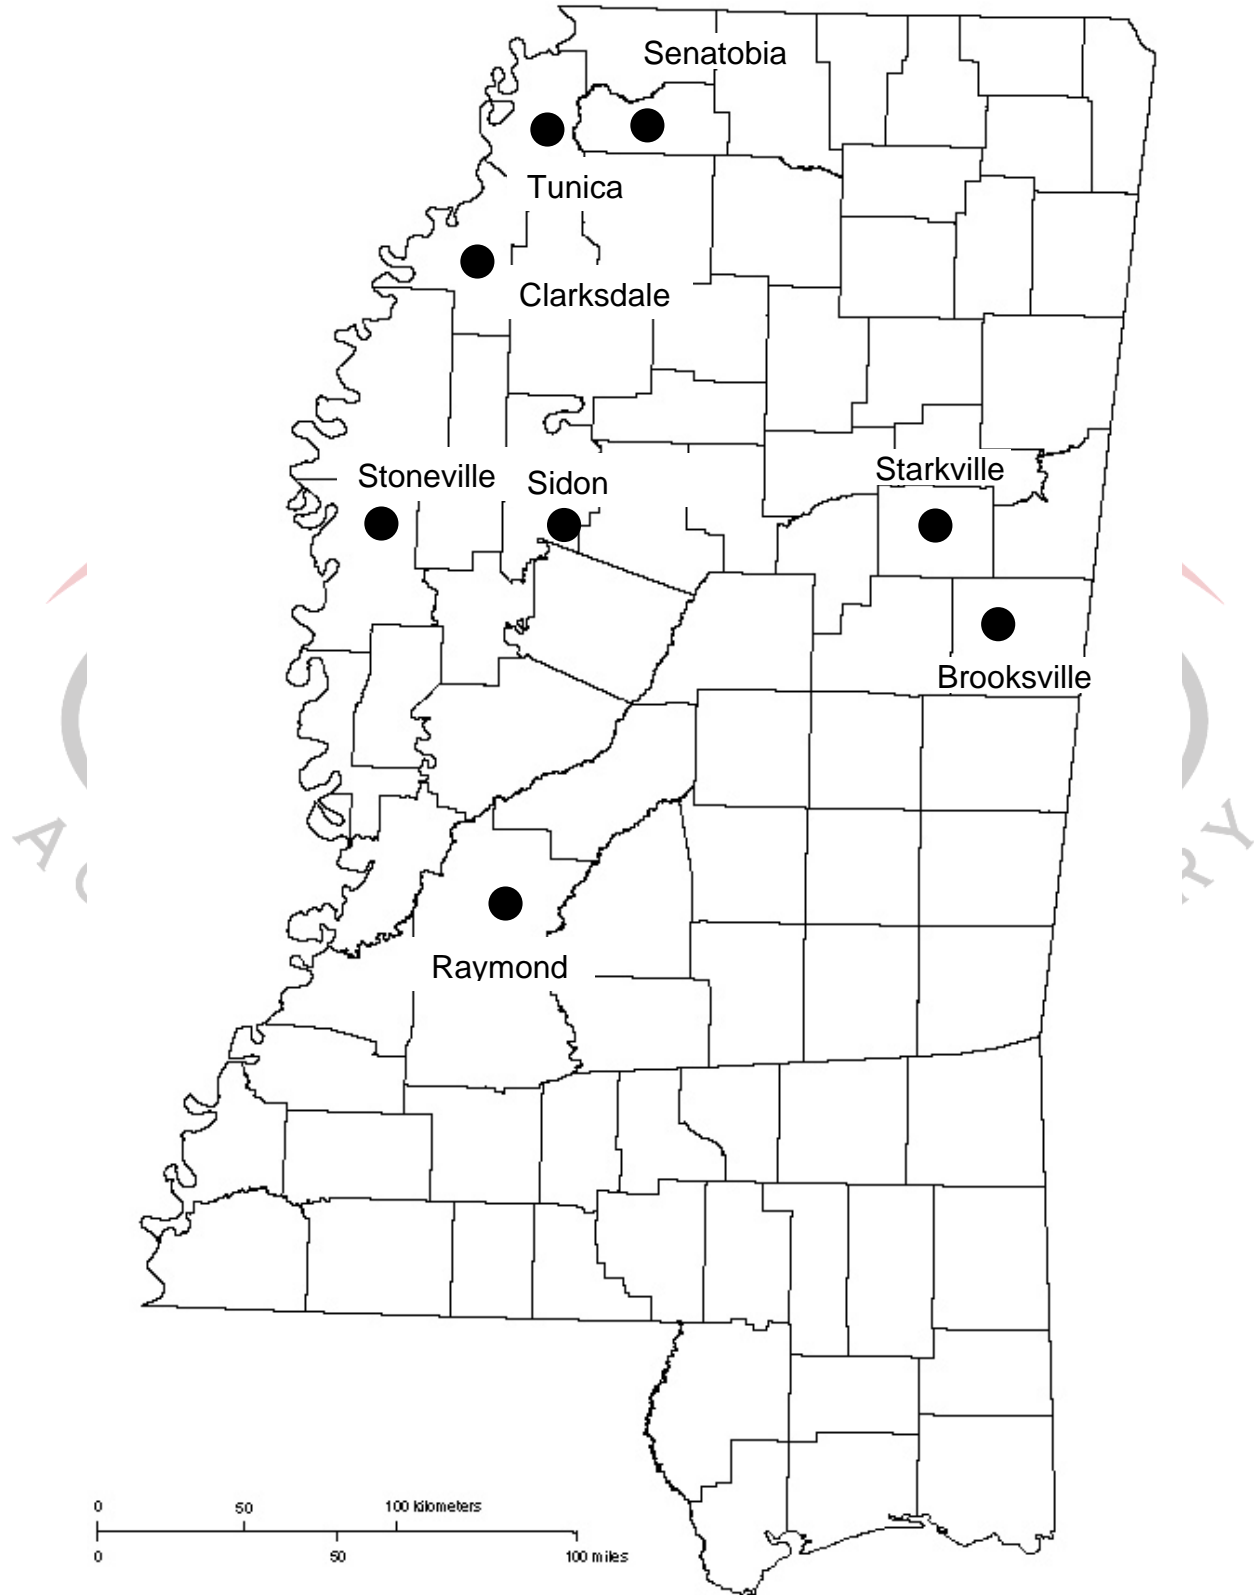 Senatobia
Tunica
Clarksdale
Stoneville
Sidon
Starkville
Brooksville
Raymond
0 50 100 kilometers
0 50 100 miles